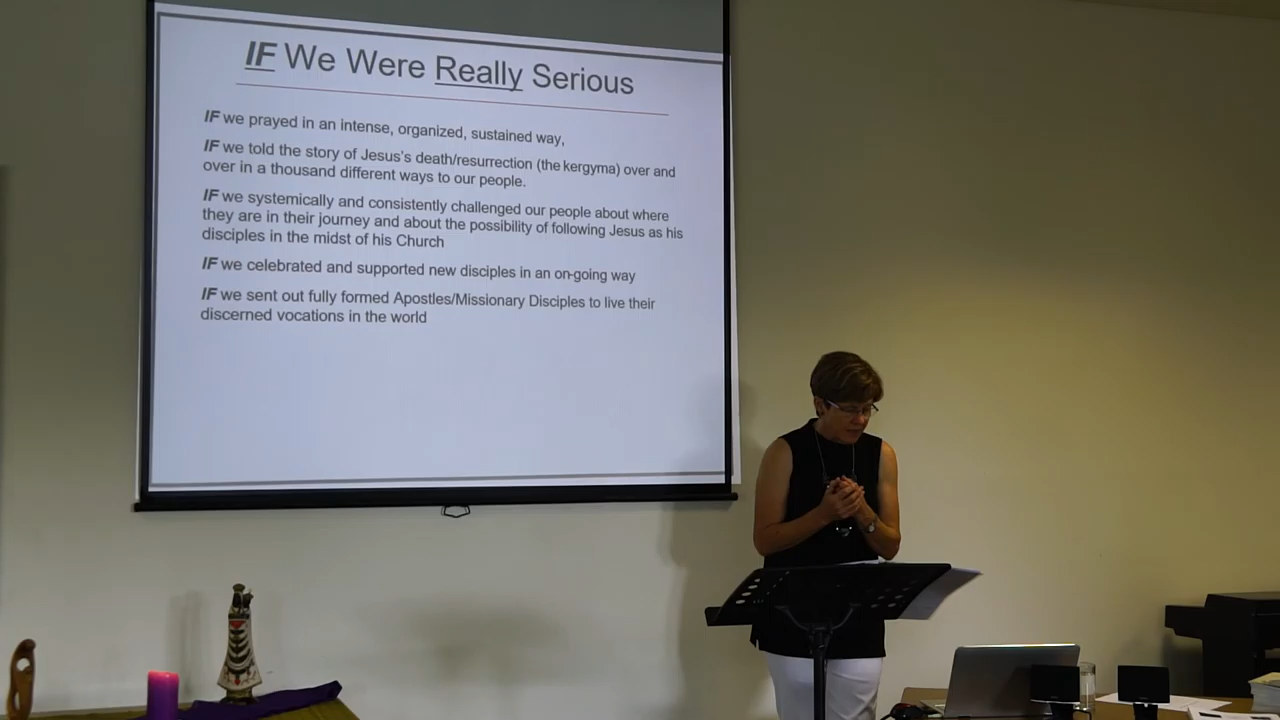 IF We Were Really Serious
IF we prayed in an intense, organized, sustained way,
IF we told the story of Jesus's death/resurrection (the kergyma) over and
over in a thousand different ways to our people.
IF we systemically and consistently challenged our people about where
they are in their journey and about the possibility of following Jesus as his
disciples in the midst of his Church
IF we celebrated and supported new disciples in an on-going way
IF we sent out fully formed Apostles/Missionary Disciples to live their
discerned vocations in the world